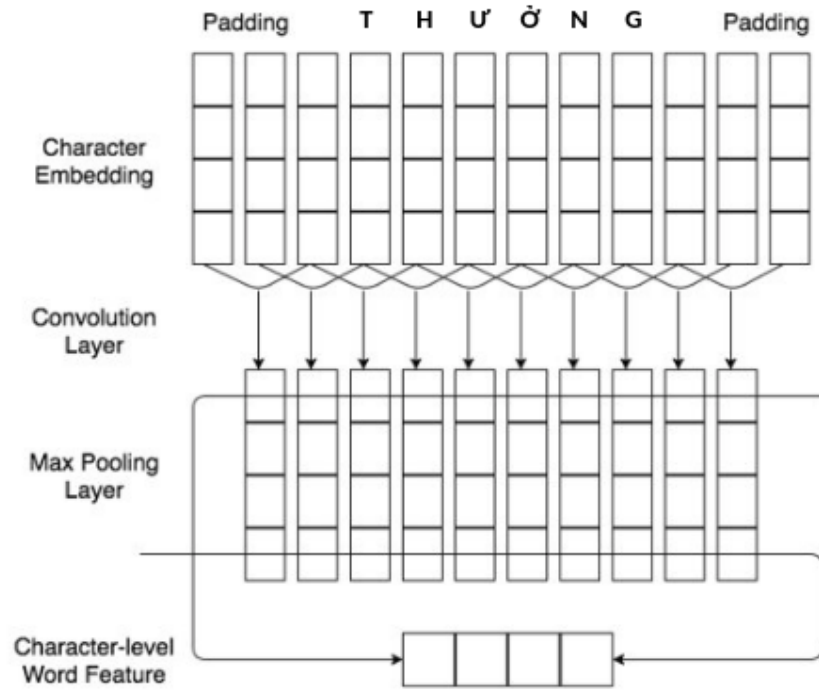 Padding T H Ư Ở N G Padding
Character
Embedding
Convolution
Layer
Max Pooling
Layer
Character-level
Word Feature